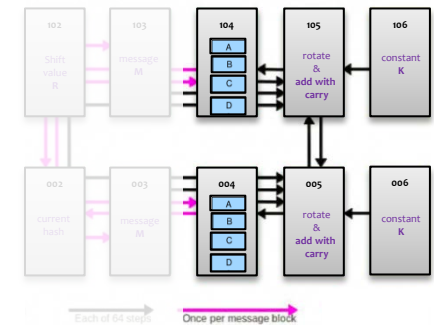 102
Shift
value
R
103
message
M
104
A
B
C
D
105
rotate
&
add with
carry
106
constant
K
002
current
hash
003
message
M
004
A
B
C
D
005
rotate
&
add with
carry
006
constant
K
Each of 64 steps
Once per message block